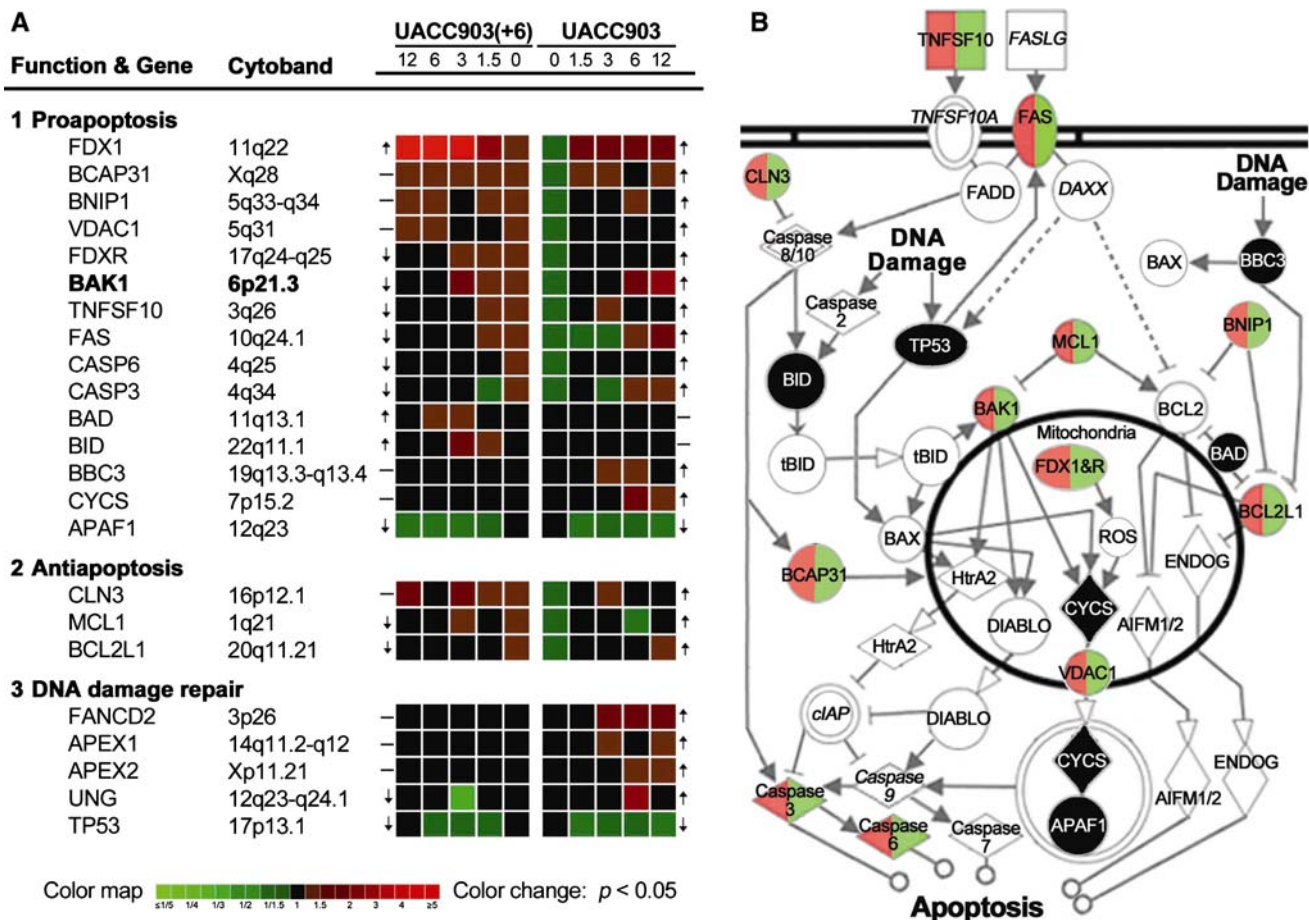 A
UACC903(+6) UACC903
Function & Gene Cytoband 12 6 3 1.5 0 0 1.5 3 6 12
1 Proapoptosis
FDX1 11q22 ↑ ↑
BCAP31 Xq28 – ↑
BNIP1 5q33-q34 – ↑
VDAC1 5q31 – ↑
FDXR 17q24-q25 ↓ ↑
BAK1 6p21.3 ↓ ↑
TNFSF10 3q26 ↓ ↑
FAS 10q24.1 ↓ ↑
CASP6 4q25 ↓ ↑
CASP3 4q34 ↓ ↑
BAD 11q13.1 ↑ –
BID 22q11.1 ↑ –
BBC3 19q13.3-q13.4 – ↑
CYCS 7p15.2 – ↑
APAF1 12q23 ↓ ↓
2 Antiapoptosis
CLN3 16p12.1 – ↑
MCL1 1q21 ↓ ↑
BCL2L1 20q11.21 ↓ ↑
3 DNA damage repair
FANCD2 3p26 – ↑
APEX1 14q11.2-q12 – ↑
APEX2 Xp11.21 – ↑
UNG 12q23-q24.1 ↓ ↑
TP53 17p13.1 ↓ ↓
Color map Color change: p < 0.05
≤1/5 1/4 1/3 1/2 1/1.5 1 1.5 2 3 4 ≥5
B
TNFSF10 FASLG
TNFSF10A FAS
CLN3
FADD DAXX
DNA
Damage
Caspase
8/10
DNA
Damage
BAX BBC3
Caspase
2
TP53 MCL1 BNIP1
BID
BAK1 BCL2
Mitochondria
tBID tBID FDX1&R BAD
BCL2L1
BAX ROS
BCAP31 HtrA2 ENDOG
CYCS
DIABLO AIFM1/2
HtrA2
VDAC1
cIAP DIABLO
CYCS
Caspase
3
Caspase
9
AIFM1/2 ENDOG
Caspase
6
Caspase
7
APAF1
Apoptosis